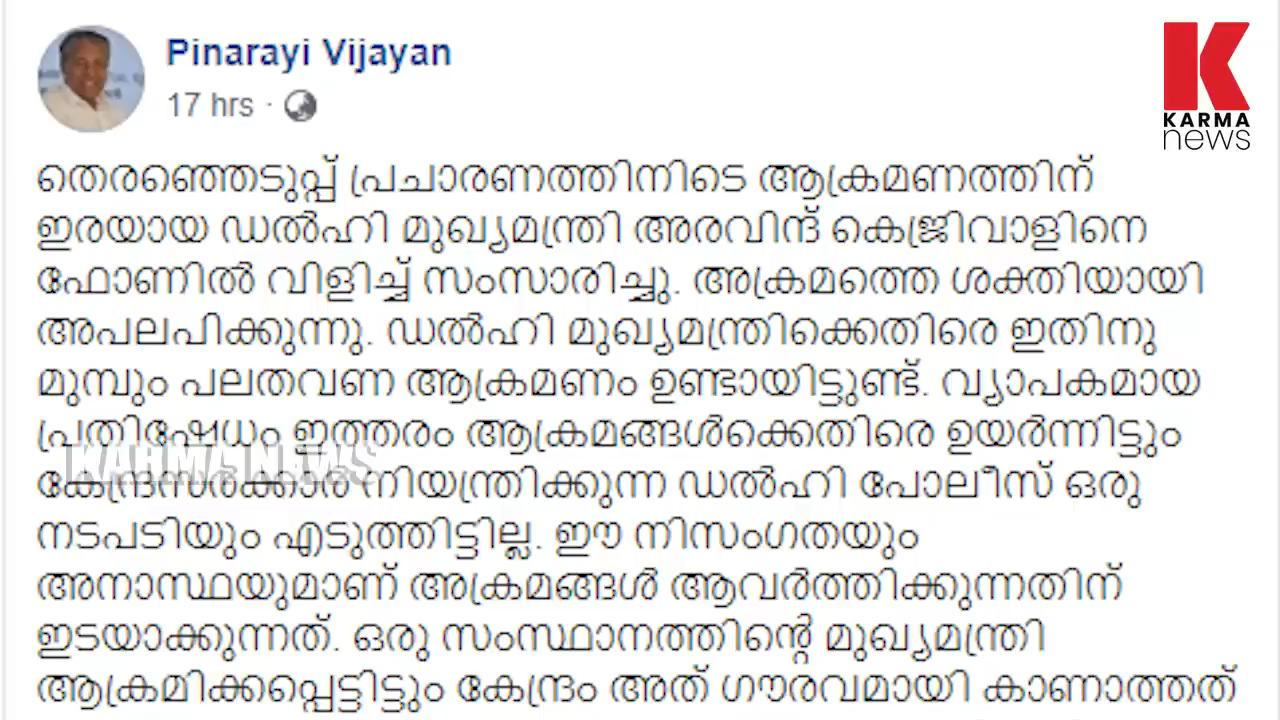 Pinarayi Vijayan
17 hrs ·
KARMA
news
തെരഞ്ഞെടുപ്പ് പ്രചാരണത്തിനിടെ ആക്രമണത്തിന്
ഇരയായ ഡൽഹി മുഖ്യമന്ത്രി അരവിന്ദ് കെജ്രിവാളിനെ
ഫോണിൽ വിളിച്ച് സംസാരിച്ചു. അക്രമത്തെ ശക്തിയായി
അപലപിക്കുന്നു. ഡൽഹി മുഖ്യമന്ത്രിക്കെതിരെ ഇതിനു
മുമ്പും പലതവണ ആക്രമണം ഉണ്ടായിട്ടുണ്ട്. വ്യാപകമായ
പ്രതിഷേധം ഇത്തരം ആക്രമങ്ങൾക്കെതിരെ ഉയർന്നിട്ടും
KARMA NEWS
കേന്ദ്രസർക്കാർ നിയന്ത്രിക്കുന്ന ഡൽഹി പോലീസ് ഒരു
നടപടിയും എടുത്തിട്ടില്ല. ഈ നിസംഗതയും
അനാസ്ഥയുമാണ് അക്രമങ്ങൾ ആവർത്തിക്കുന്നതിന്
ഇടയാക്കുന്നത്. ഒരു സംസ്ഥാനത്തിന്റെ മുഖ്യമന്ത്രി
ആക്രമിക്കപ്പെട്ടിട്ടും കേന്ദ്രം അത് ഗൗരവമായി കാണാത്തത്